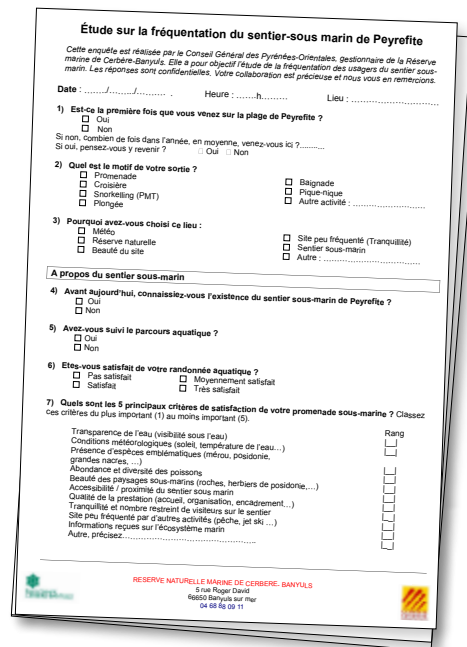 Étude sur la fréquentation du sentier-sous marin de Peyrefite
Cette enquête est réalisée par le Conseil Général des Pyrénées-Orientales, gestionnaire de la Réserve
marine de Cerbère-Banyuls. Elle a pour objectif l'étude de la fréquentation des usagers du sentier sous-
marin. Les réponses sont confidentielles. Votre collaboration est précieuse et nous vous en remercions.
Date : ......../........./.......... . Heure : .......h......... Lieu : ..............................
1) Est-ce la première fois que vous venez sur la plage de Peyrefite ?
Oui
Non
Si non, combien de fois dans l'année, en moyenne, venez-vous ici ?.........
Si oui, pensez-vous y revenir ? Oui Non
2) Quel est le motif de votre sortie ?
Promenade
Croisière
Snorkelling (PMT)
Plongée
Baignade
Pique-nique
Autre activité : .........................
3) Pourquoi avez-vous choisi ce lieu :
Météo
Réserve naturelle
Beauté du site
Site peu fréquenté (Tranquillité)
Sentier sous-marin
Autre : .................................
A propos du sentier sous-marin
4) Avant aujourd'hui, connaissiez-vous l'existence du sentier sous-marin de Peyrefite ?
Oui
Non
5) Avez-vous suivi le parcours aquatique ?
Oui
Non
6) Etes-vous satisfait de votre randonnée aquatique ?
Pas satisfait
Satisfait
Moyennement satisfait
Très satisfait
7) Quels sont les 5 principaux critères de satisfaction de votre promenade sous-marine ? Classez
ces critères du plus important (1) au moins important (5).
Rang
Transparence de l'eau (visibilité sous l'eau)
Conditions météorologiques (soleil, température de l'eau…)
Présence d'espèces emblématiques (mérou, posidonie,
grandes nacres, …)
Abondance et diversité des poissons
Beauté des paysages sous-marins (roches, herbiers de posidonie,…)
Accessibilité / proximité du sentier sous marin
Qualité de la prestation (accueil, organisation, encadrement…)
Tranquilité et nombre restreint de visiteurs sur le sentier
Site peu fréquenté par d'autres activités (pêche, jet ski …)
Informations reçues sur l'écosystème marin
Autre, précisez..........................................
RESERVE NATURELLE MARINE DE CERBERE- BANYULS
5 rue Roger David
66650 Banyuls sur mer
04 68 88 09 11